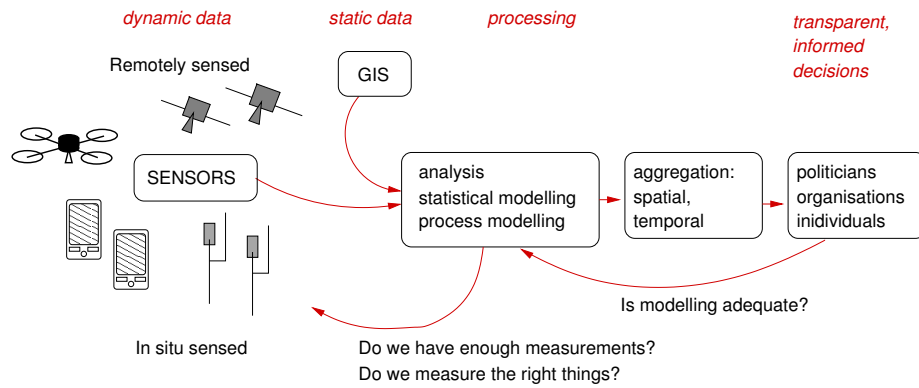 dynamic data
static data
processing
transparent,
informed
decisions
Remotely sensed
GIS
SENSORS
analysis
statistical modelling
process modelling
aggregation:
spatial,
temporal
politicians
organisations
inidividuals
Is modelling adequate?
In situ sensed
Do we have enough measurements?
Do we measure the right things?